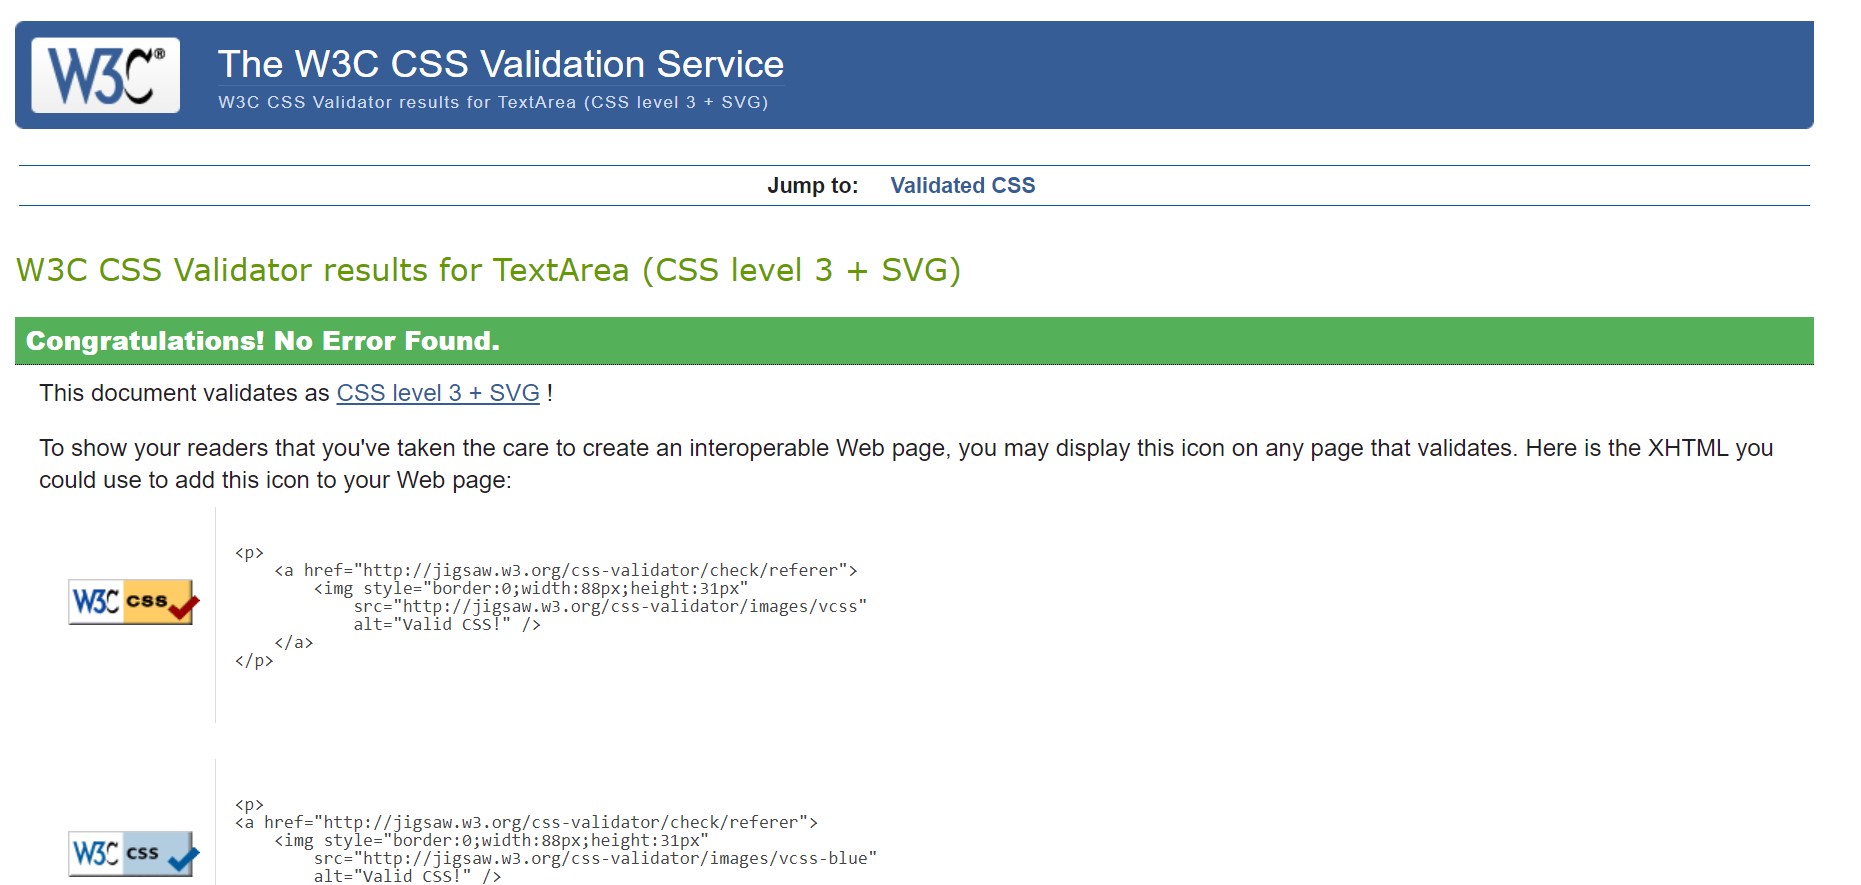 W3C®
The W3C CSS Validation Service
W3C CSS Validator results for TextArea (CSS level 3 + SVG)
Jump to: Validated CSS
W3C CSS Validator results for TextArea (CSS level 3 + SVG)
Congratulations! No Error Found.
This document validates as CSS level 3 + SVG !
To show your readers that you've taken the care to create an interoperable Web page, you may display this icon on any page that validates. Here is the XHTML you
could use to add this icon to your Web page:
W3C css
<p>
    <a href="http://jigsaw.w3.org/css-validator/check/referer">
        <img style="border:0;width:88px;height:31px"
            src="http://jigsaw.w3.org/css-validator/images/vcss"
            alt="Valid CSS!" />
    </a>
</p>
W3C css
<p>
<a href="http://jigsaw.w3.org/css-validator/check/referer">
    <img style="border:0;width:88px;height:31px"
        src="http://jigsaw.w3.org/css-validator/images/vcss-blue"
        alt="Valid CSS!" />